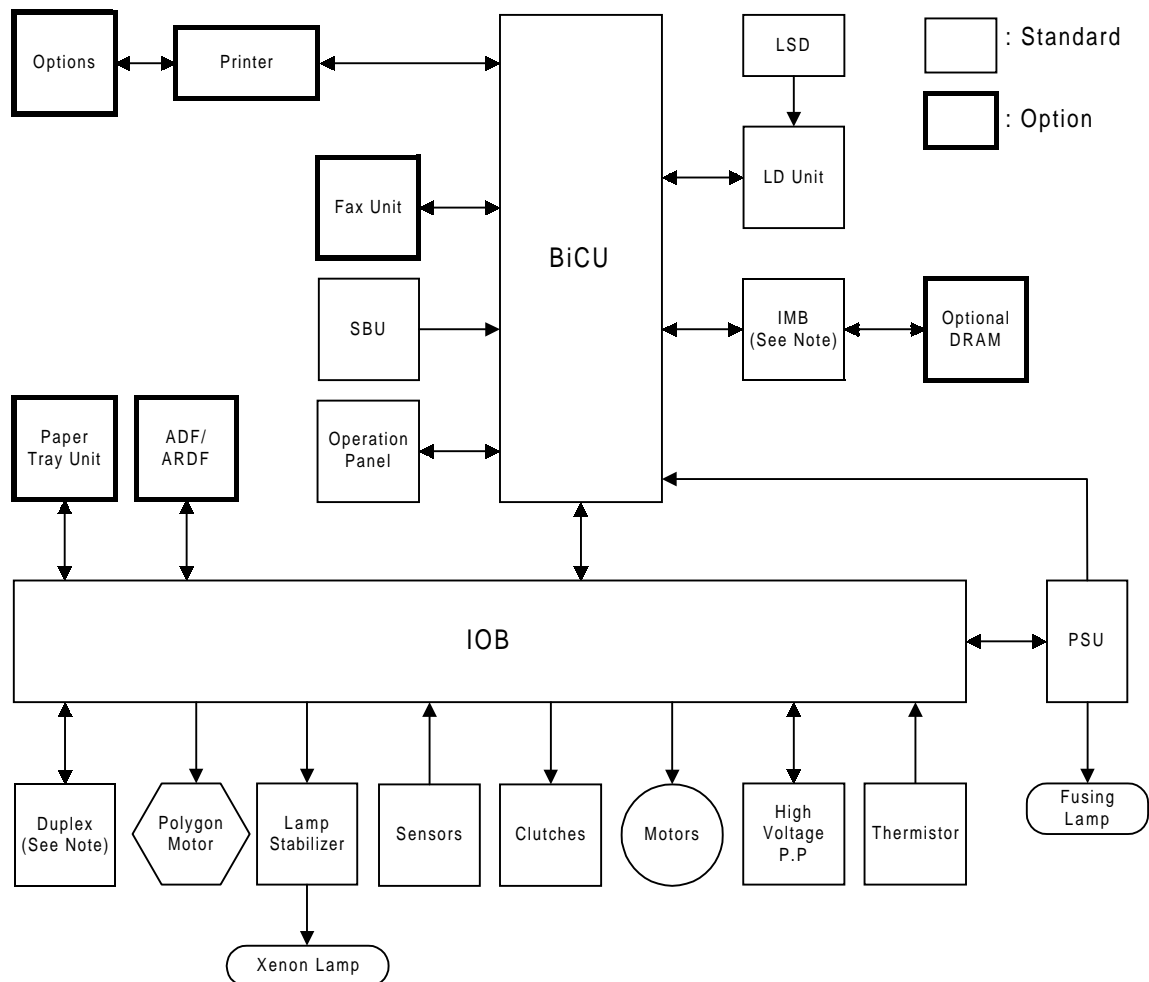 Options
Printer
LSD
: Standard
: Option
Fax Unit
LD Unit
BiCU
SBU
IMB
(See Note)
Optional
DRAM
Paper
Tray Unit
ADF/
ARDF
Operation
Panel
IOB
PSU
Duplex
(See Note)
Polygon
Motor
Lamp
Stabilizer
Sensors
Clutches
Motors
High
Voltage
P.P
Thermistor
Fusing
Lamp
Xenon Lamp